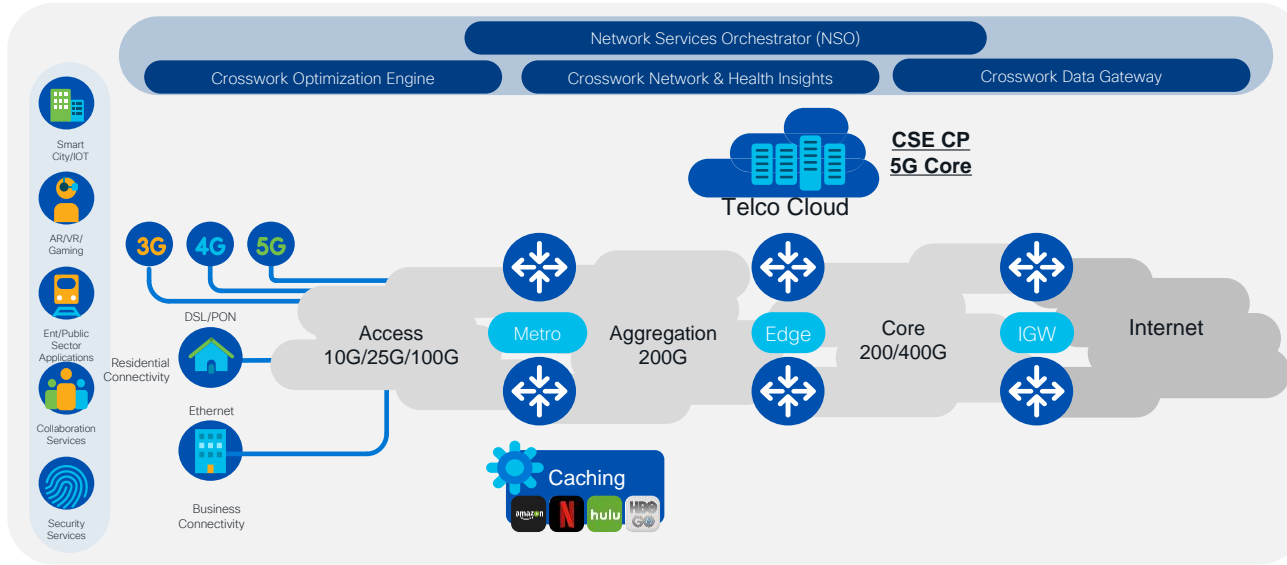 Network Services Orchestrator (NSO)
Crosswork Optimization Engine
Crosswork Network & Health Insights
Crosswork Data Gateway
Smart
City/IOT
AR/VR/
Gaming
Ent/Public
Sector
Applications
Collaboration
Services
Security
Services
CSE CP
5G Core
Telco Cloud
3G
4G
5G
DSL/PON
Residential
Connectivity
Ethernet
Business
Connectivity
Access
10G/25G/100G
Metro
Aggregation
200G
Edge
Core
200/400G
IGW
Internet
Caching
amazon
N
hulu
HBO
GO